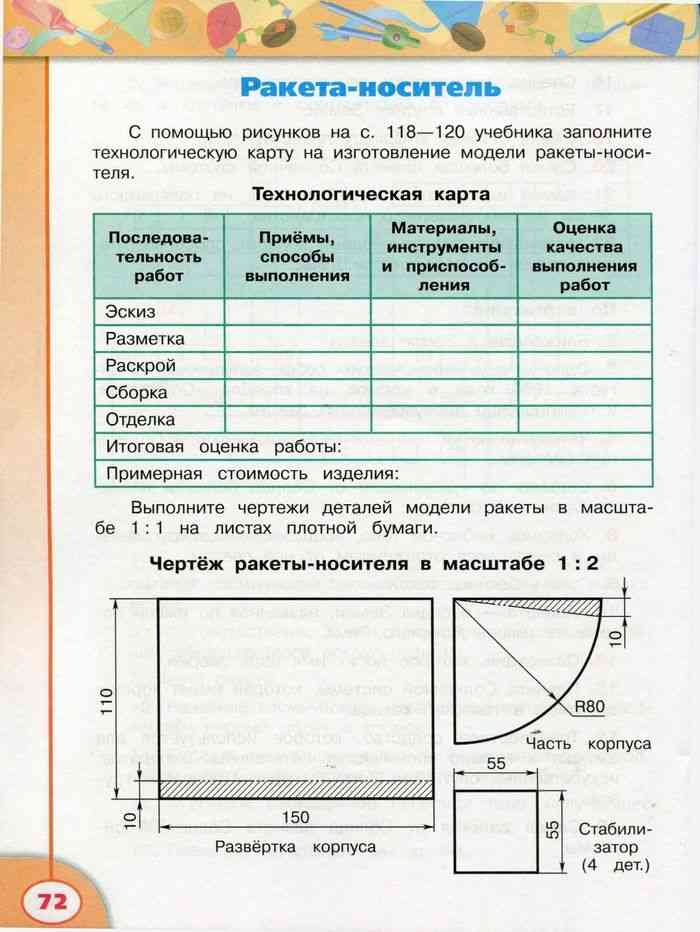 Ракета-носитель
С помощью рисунков на с. 118—120 учебника заполните
технологическую карту на изготовление модели ракеты-носи-
теля.
Технологическая карта
Последова-
тельность
работ
Приёмы,
способы
выполнения
Материалы,
инструменты
и приспособ-
ления
Оценка
качества
выполнения
работ
Эскиз
Разметка
Раскрой
Сборка
Отделка
Итоговая оценка работы:
Примерная стоимость изделия:
Выполните чертежи деталей модели ракеты в масшта-
бе 1 : 1 на листах плотной бумаги.
Чертёж ракеты-носителя в масштабе 1 : 2
110
10
150
Развёртка корпуса
10
R80
Часть корпуса
55
55
Стабили-
затор
(4 дет.)
72